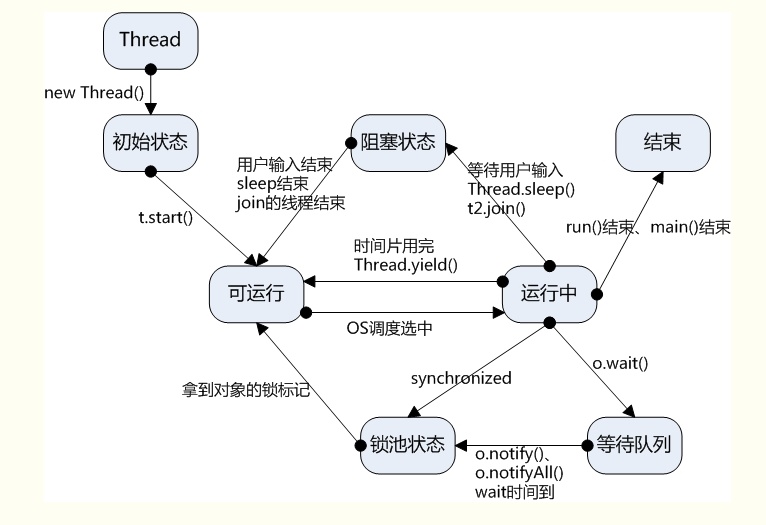 Thread
new Thread()
初始状态
阻塞状态
结束
用户输入结束
sleep结束
join的线程结束
等待用户输入
Thread.sleep()
t2.join()
t.start()
run()结束、main()结束
时间片用完
Thread.yield()
可运行
运行中
OS调度选中
o.wait()
synchronized
拿到对象的锁标记
锁池状态
等待队列
o.notify()、
o.notifyAll()
wait时间到